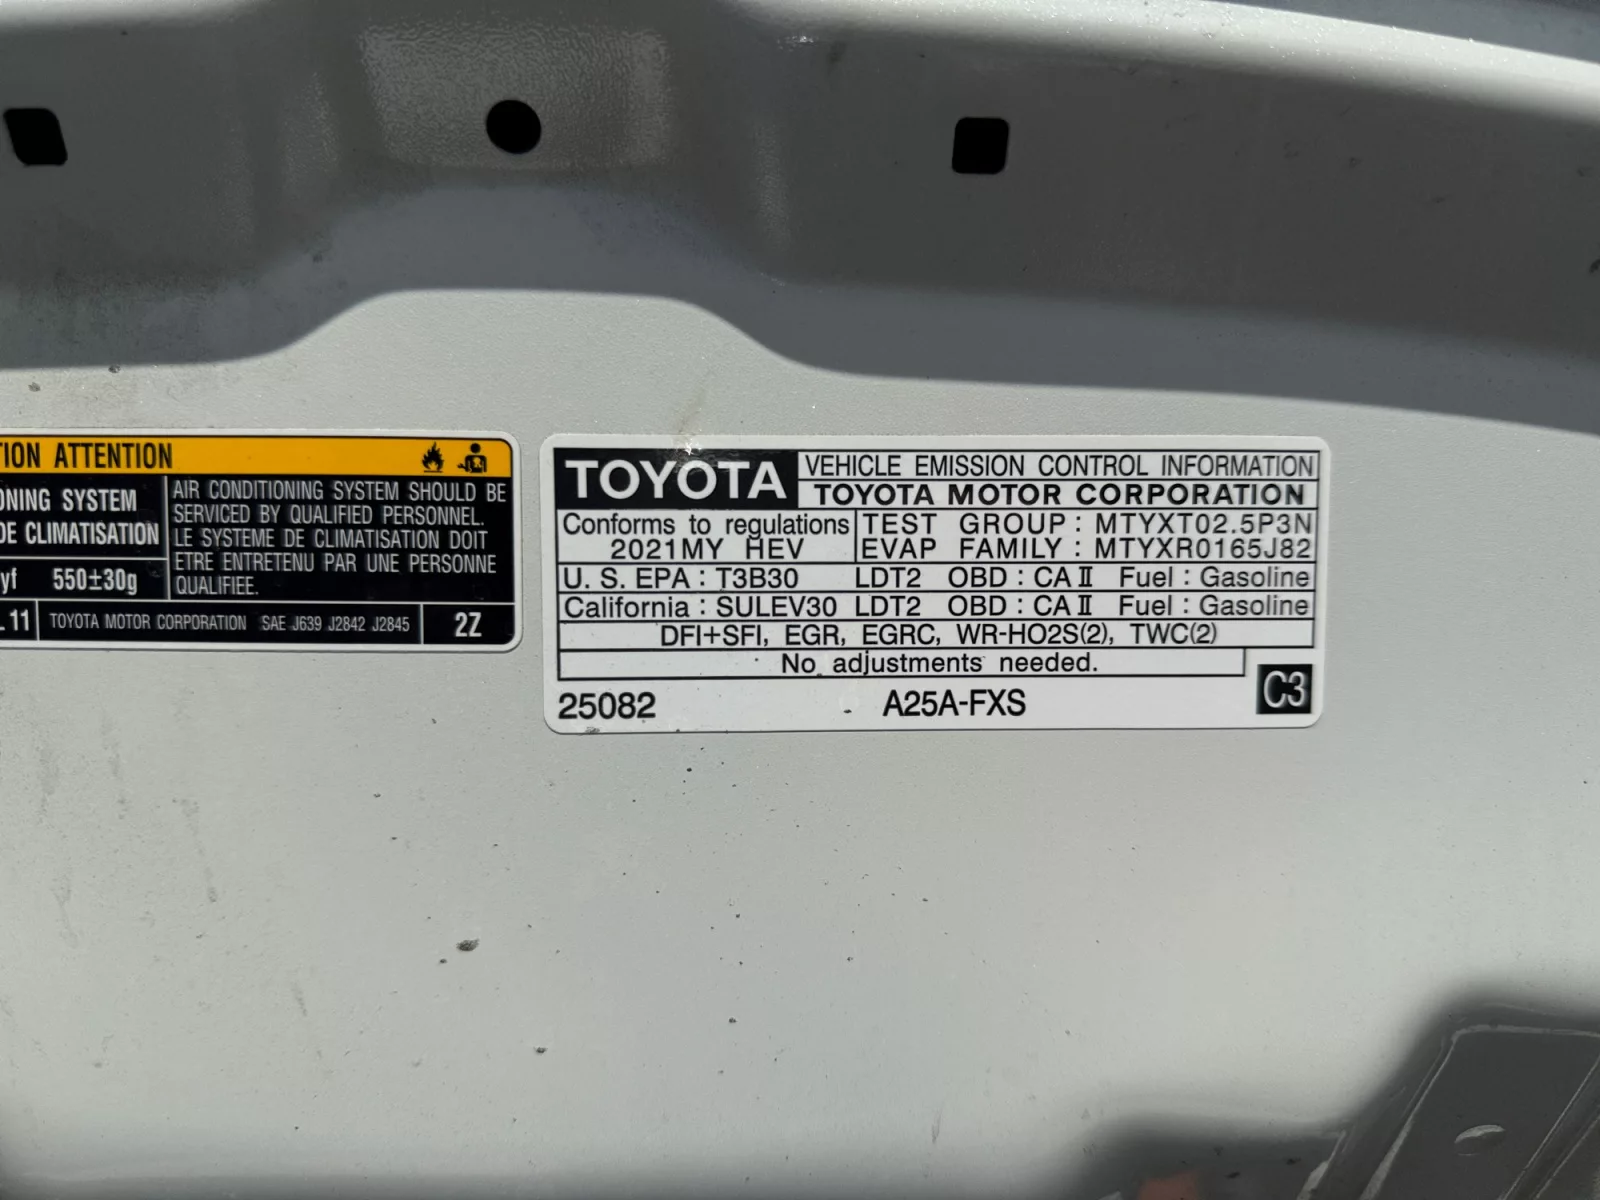 ATTENTION
SYSTEM
DE CLIMATISATION
AIR CONDITIONING SYSTEM SHOULD BE
SERVICED BY QUALIFIED PERSONNEL.
LE SYSTEME DE CLIMATISATION DOIT
ETRE ENTRETENU PAR UNE PERSONNE
QUALIFIEE.
yf 550±30g
11 TOYOTA MOTOR CORPORATION SAE J639 J2842 J2845 2Z
TOYOTA VEHICLE EMISSION CONTROL INFORMATION
TOYOTA MOTOR CORPORATION
Conforms to regulations
2021MY HEV
TEST GROUP : MTYXT02.5P3N
EVAP FAMILY : MTYXR0165J82
U. S. EPA : T3B30 LDT2 OBD : CA II Fuel : Gasoline
California : SULEV30 LDT2 OBD : CA II Fuel : Gasoline
DFI+SFI, EGR, EGRC, WR-HO2S(2), TWC(2)
No adjustments needed.
25082 A25A-FXS C3